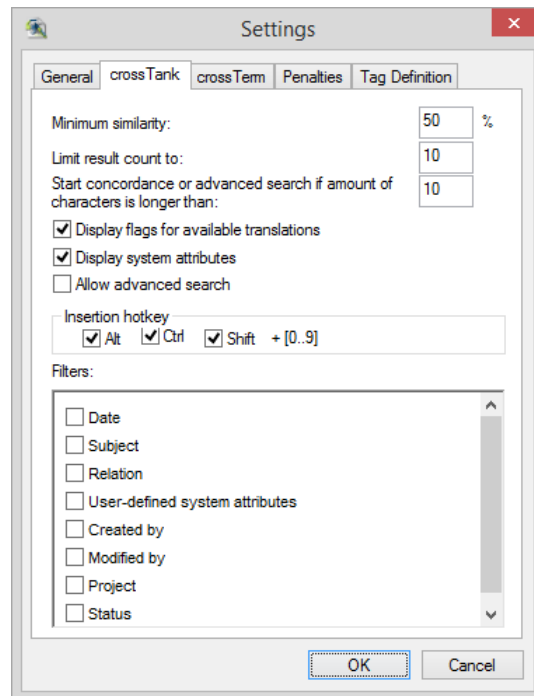 Settings
General crossTank crossTerm Penalties Tag Definition
Minimum similarity: 50 %
Limit result count to: 10
Start concordance or advanced search if amount of
characters is longer than: 10
Display flags for available translations
Display system attributes
Allow advanced search
Insertion hotkey
Alt Ctrl Shift + [0..9]
Filters:
Date
Subject
Relation
User-defined system attributes
Created by
Modified by
Project
Status
OK Cancel